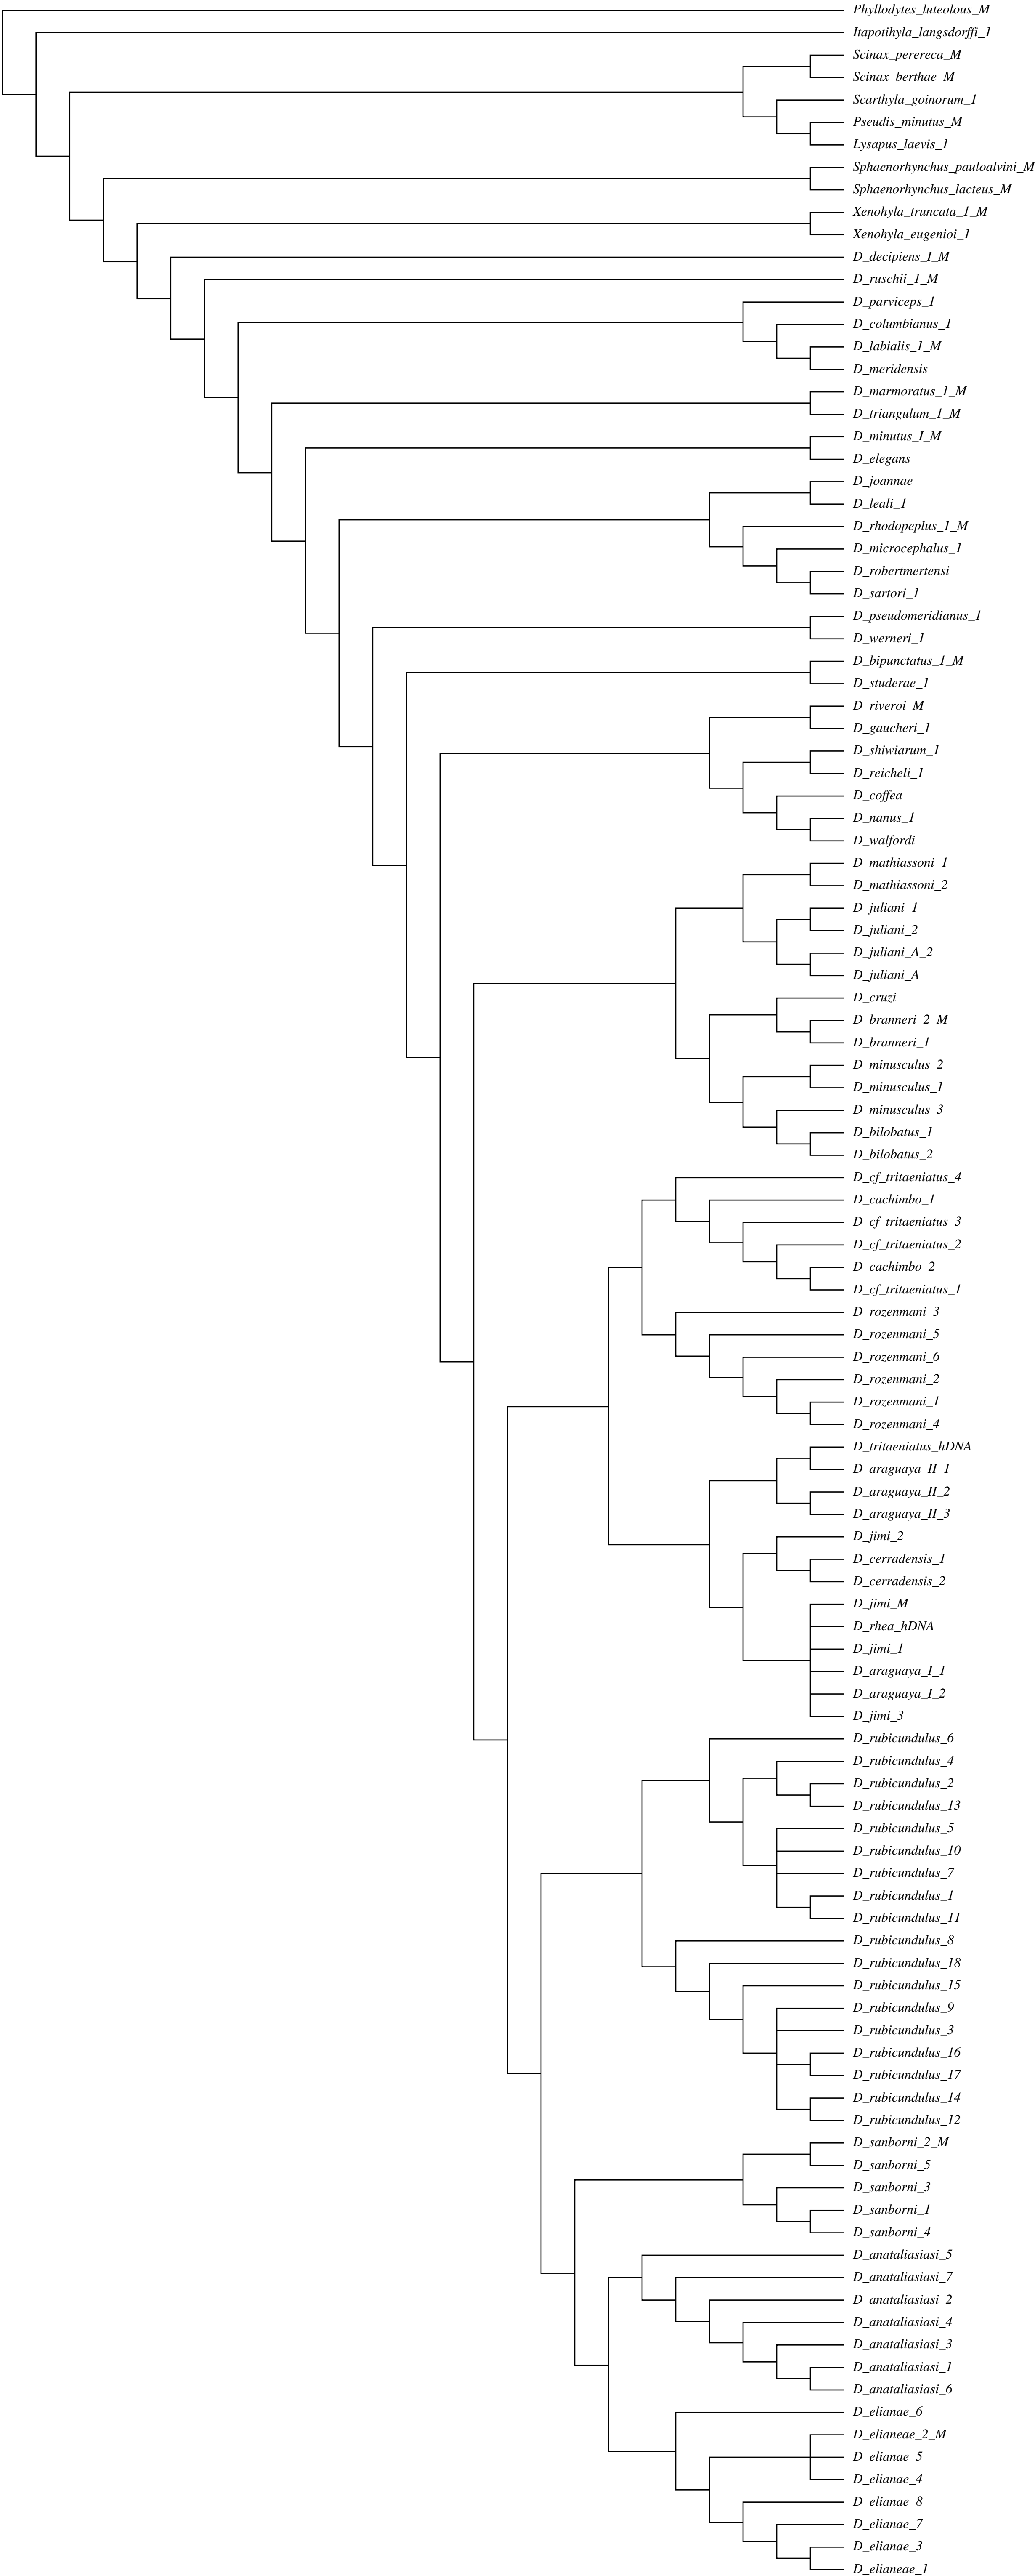 Phyllodytes_luteolous_M
Itapotihyla_langsdorffi_1
Scinax_perereca_M
Scinax_berthae_M
Scarthyla_goinorum_1
Pseudis_minutus_M
Lysapus_laevis_1
Sphaenorhynchus_pauloalvini_M
Sphaenorhynchus_lacteus_M
Xenohyla_truncata_1_M
Xenohyla_eugenioi_1
D_decipiens_I_M
D_ruschii_1_M
D_parviceps_1
D_columbianus_1
D_labialis_1_M
D_meridensis
D_marmoratus_1_M
D_triangulum_1_M
D_minutus_I_M
D_elegans
D_joannae
D_leali_1
D_rhodopeplus_1_M
D_microcephalus_1
D_robertmertensi
D_sartori_1
D_pseudomeridianus_1
D_werneri_1
D_bipunctatus_1_M
D_studerae_1
D_riveroi_M
D_gaucheri_1
D_shiwiarum_1
D_reicheli_1
D_coffea
D_nanus_1
D_walfordi
D_mathiassoni_1
D_mathiassoni_2
D_juliani_1
D_juliani_2
D_juliani_A_2
D_juliani_A
D_cruzi
D_branneri_2_M
D_branneri_1
D_minusculus_2
D_minusculus_1
D_minusculus_3
D_bilobatus_1
D_bilobatus_2
D_cf_tritaeniatus_4
D_cachimbo_1
D_cf_tritaeniatus_3
D_cf_tritaeniatus_2
D_cachimbo_2
D_cf_tritaeniatus_1
D_rozenmani_3
D_rozenmani_5
D_rozenmani_6
D_rozenmani_2
D_rozenmani_1
D_rozenmani_4
D_tritaeniatus_hDNA
D_araguaya_II_1
D_araguaya_II_2
D_araguaya_II_3
D_jimi_2
D_cerradensis_1
D_cerradensis_2
D_jimi_M
D_rhea_hDNA
D_jimi_1
D_araguaya_I_1
D_araguaya_I_2
D_jimi_3
D_rubicundulus_6
D_rubicundulus_4
D_rubicundulus_2
D_rubicundulus_13
D_rubicundulus_5
D_rubicundulus_10
D_rubicundulus_7
D_rubicundulus_1
D_rubicundulus_11
D_rubicundulus_8
D_rubicundulus_18
D_rubicundulus_15
D_rubicundulus_9
D_rubicundulus_3
D_rubicundulus_16
D_rubicundulus_17
D_rubicundulus_14
D_rubicundulus_12
D_sanborni_2_M
D_sanborni_5
D_sanborni_3
D_sanborni_1
D_sanborni_4
D_anataliasiasi_5
D_anataliasiasi_7
D_anataliasiasi_2
D_anataliasiasi_4
D_anataliasiasi_3
D_anataliasiasi_1
D_anataliasiasi_6
D_elianae_6
D_elianeae_2_M
D_elianae_5
D_elianae_4
D_elianae_8
D_elianae_7
D_elianae_3
D_elianeae_1